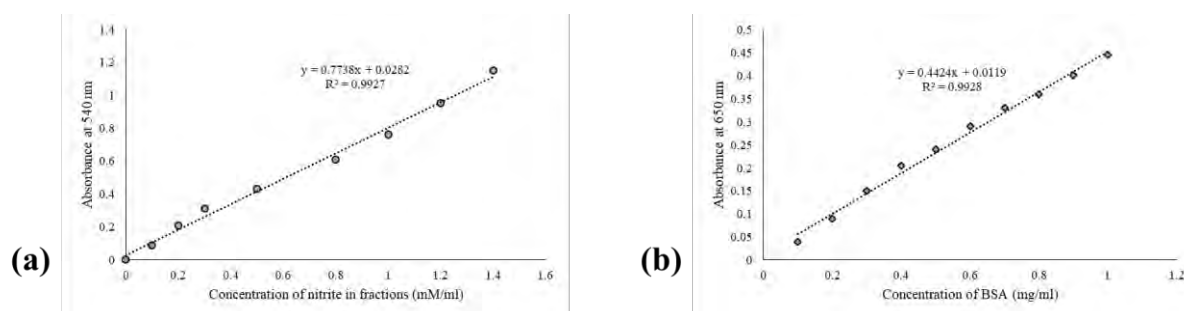 (a)
Absorbance at 540 nm
1.4
1.2
1
0.8
0.6
0.4
0.2
0
y = 0.7738x + 0.0282
R² = 0.9927
0 0.2 0.4 0.6 0.8 1 1.2 1.4 1.6
Concentration of nitrite in fractions (mM/ml)
(b)
Absorbance at 650 nm
0.5
0.45
0.4
0.35
0.3
0.25
0.2
0.15
0.1
0.05
0
y = 0.4424x + 0.0119
R² = 0.9928
0 0.2 0.4 0.6 0.8 1 1.2
Concentration of BSA (mg/ml)